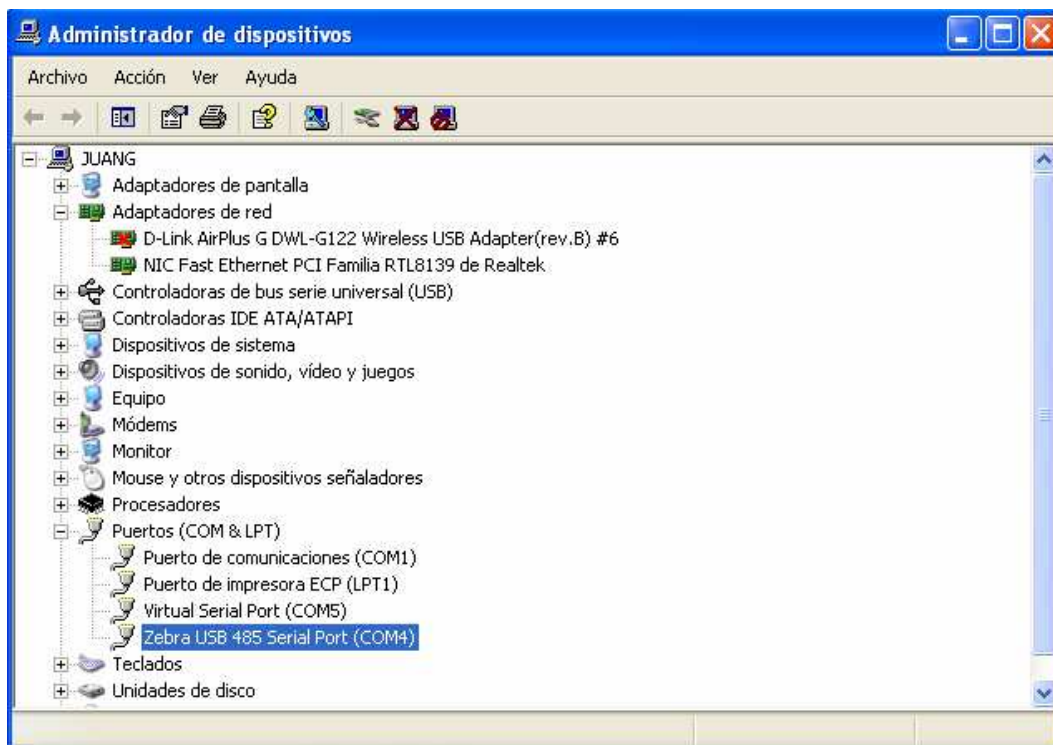 Administrador de dispositivos
Archivo Acción Ver Ayuda
JUANG
Adaptadores de pantalla
Adaptadores de red
D-Link AirPlus G DWL-G122 Wireless USB Adapter(rev.B) #6
NIC Fast Ethernet PCI Familia RTL8139 de Realtek
Controladoras de bus serie universal (USB)
Controladoras IDE ATA/ATAPI
Dispositivos de sistema
Dispositivos de sonido, vídeo y juegos
Equipo
Módems
Monitor
Mouse y otros dispositivos señaladores
Procesadores
Puertos (COM & LPT)
Puerto de comunicaciones (COM1)
Puerto de impresora ECP (LPT1)
Virtual Serial Port (COM5)
Zebra USB 485 Serial Port (COM4)
Teclados
Unidades de disco